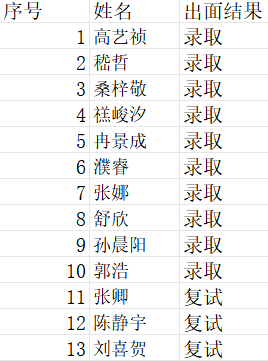 序号 姓名 出面结果
1 高艺祯 录取
2 嵇哲 录取
3 桑梓敬 录取
4 禚峻汐 录取
5 冉景成 录取
6 濮睿 录取
7 张娜 录取
8 舒欣 录取
9 孙晨阳 录取
10 郭浩 录取
11 张卿 复试
12 陈静宇 复试
13 刘喜贺 复试